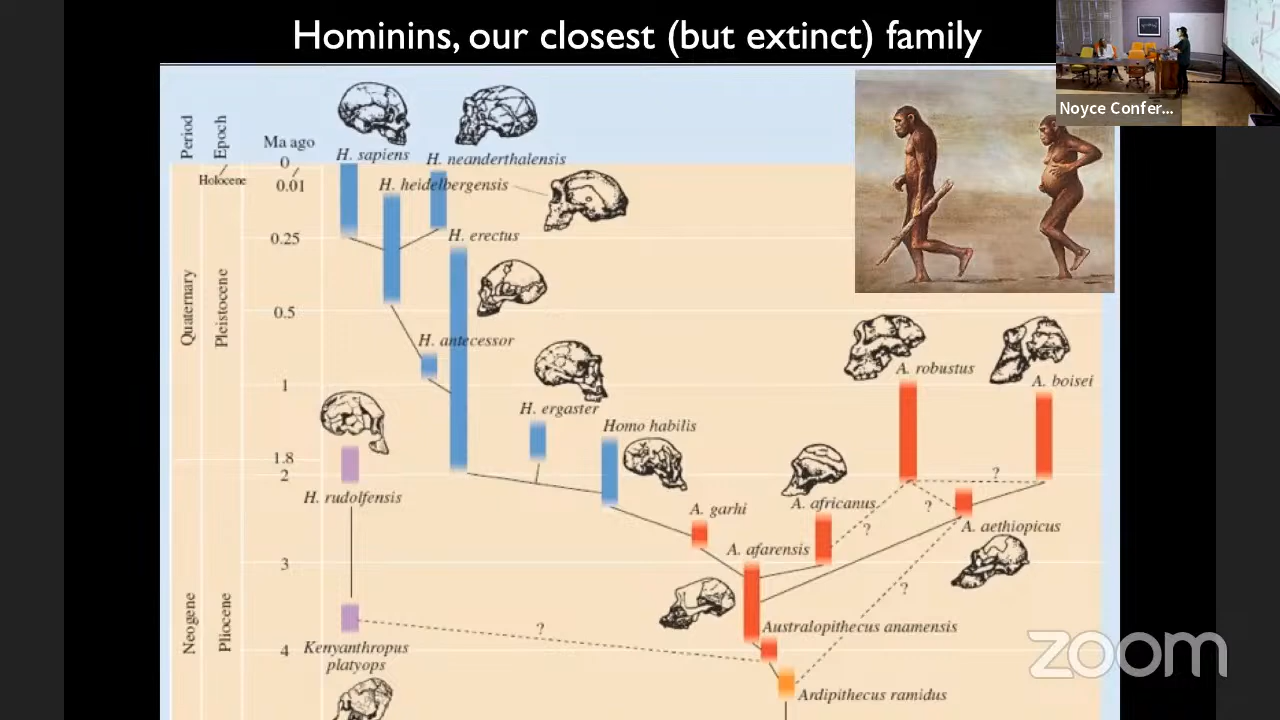 Hominins, our closest (but extinct) family
Noyce Confer...
Period
Epoch
Ma ago
H. sapiens
H. neanderthalensis
0
Holocene
0.01
H. heidelbergensis
0.25
H. erectus
Quaternary
Pleistocene
0.5
H. antecessor
A. robustus
A. boisei
1
H. ergaster
Homo habilis
1.8
2
?
H. rudolfensis
A. garhi
A. africanus
?
?
A. aethiopicus
A. afarensis
3
?
Neogene
Pliocene
?
Australopithecus anamensis
4
Kenyanthropus
platyops
Ardipithecus ramidus
zoom